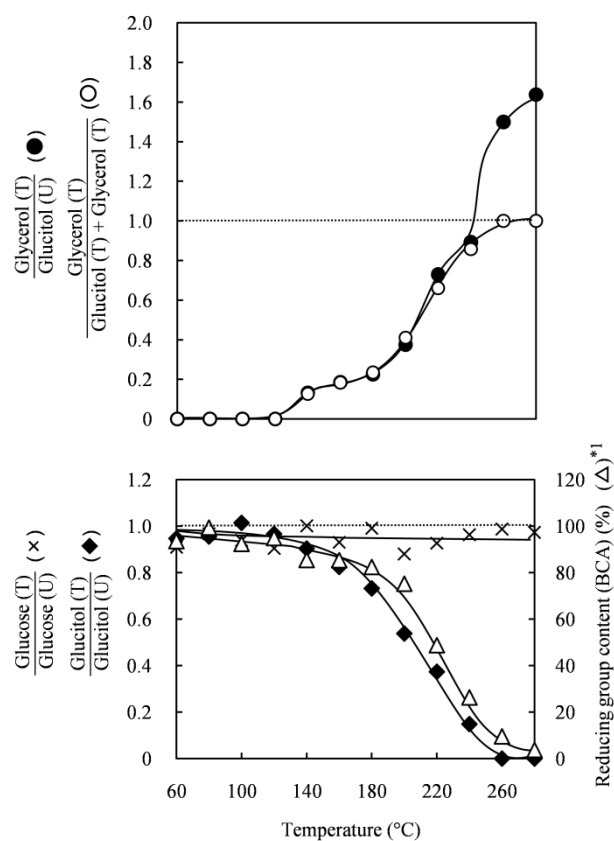 2.0
1.8
1.6
1.4
1.2
1.0
0.8
0.6
0.4
0.2
0
Glycerol (T)
Glucitol (U)
(●)
Glycerol (T)
Glucitol (T) + Glycerol (T)
(○)
1.2
1.0
0.8
0.6
0.4
0.2
0
Glucose (T)
Glucose (U)
(×)
Glucitol (T)
Glucitol (U)
(◆)
120
100
80
60
40
20
0
Reducing group content (BCA) (%) (△)*1
60 100 140 180 220 260
Temperature (°C)